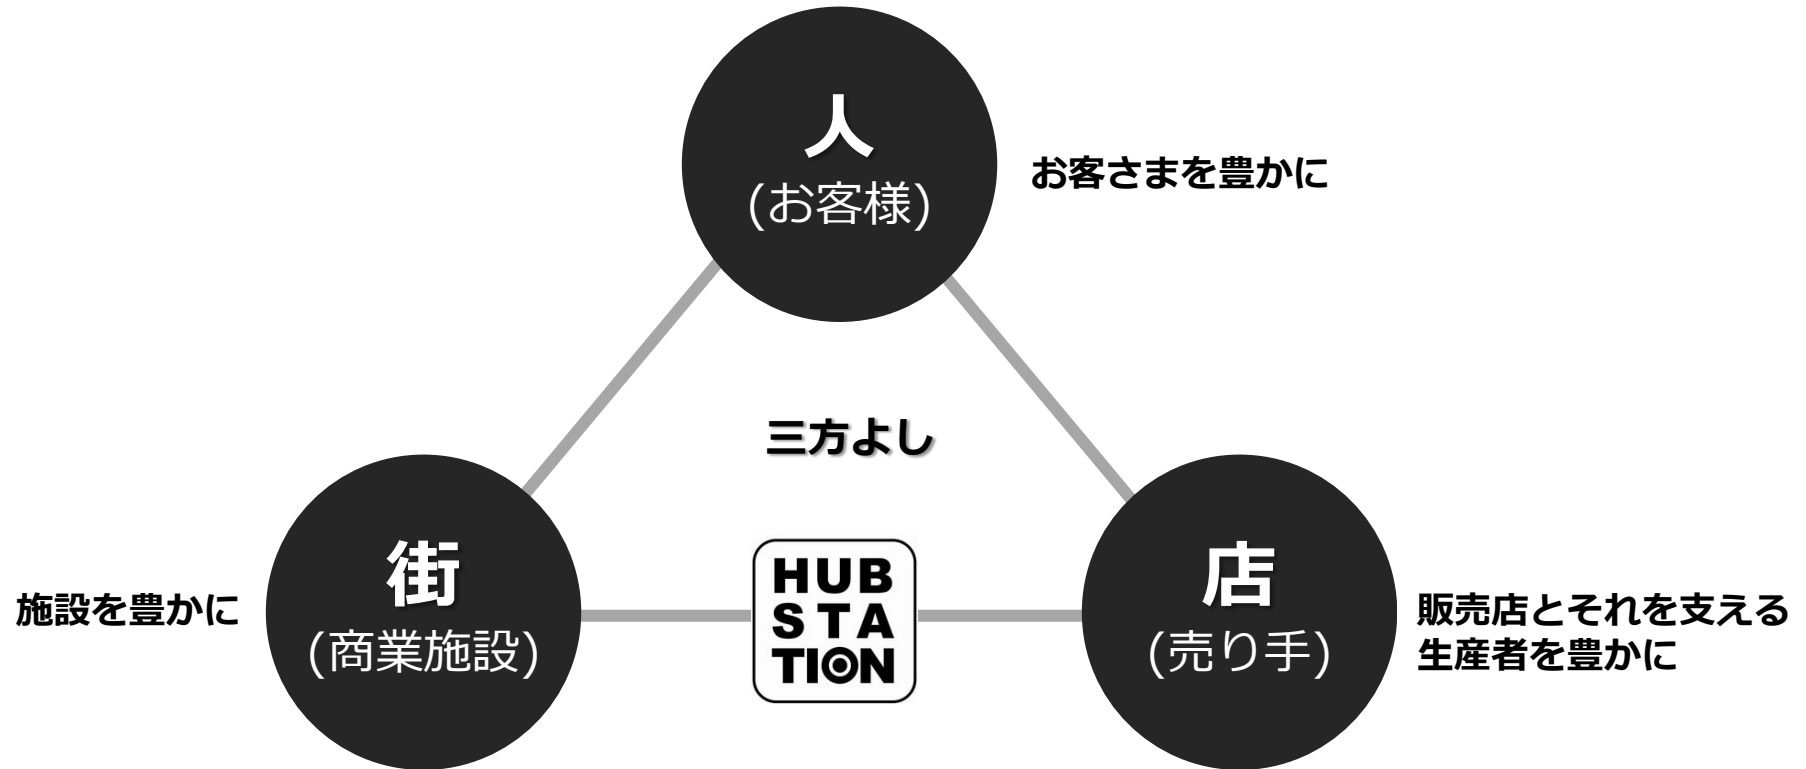 人
(お客様)
お客さまを豊かに
三方よし
街
(商業施設)
施設を豊かに
HUB
STA
TION
店
(売り手)
販売店とそれを支える
生産者を豊かに